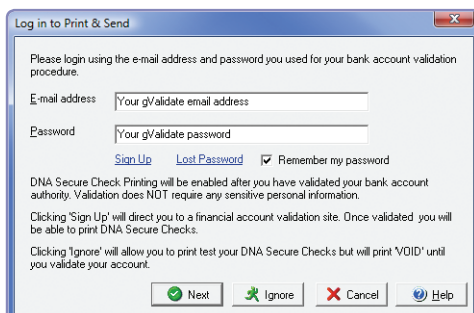 Log in to Print & Send
Please login using the e-mail address and password you used for your bank account validation
procedure.
E-mail address Your gValidate email address
Password Your gValidate password
Sign Up Lost Password Remember my password
DNA Secure Check Printing will be enabled after you have validated your bank account
authority. Validation does NOT require any sensitive personal information.
Clicking 'Sign Up' will direct you to a financial account validation site. Once validated you will
be able to print DNA Secure Checks.
Clicking 'Ignore' will allow you to print test your DNA Secure Checks but will print 'VOID' until
you validate your account.
Next Ignore Cancel Help